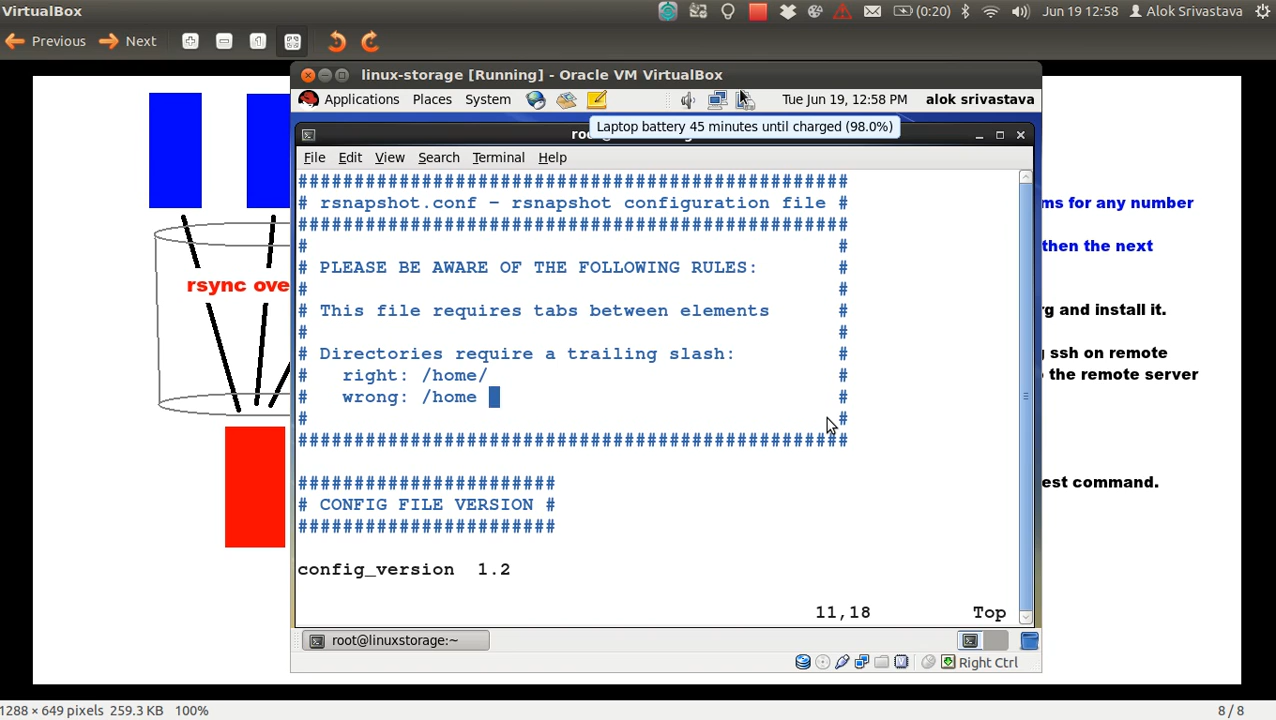 VirtualBox
(0:20)
Jun 19 12:58
Alok Srivastava
Previous
Next
linux-storage [Running] - Oracle VM VirtualBox
Applications Places System
Tue Jun 19, 12:58 PM
alok srivastava
Laptop battery 45 minutes until charged (98.0%)
File Edit View Search Terminal Help
#################################################
# rsnapshot.conf - rsnapshot configuration file #
#################################################
# #
# PLEASE BE AWARE OF THE FOLLOWING RULES: #
# #
# This file requires tabs between elements #
# #
# Directories require a trailing slash: #
# right: /home/ #
# wrong: /home #
# #
#################################################
#######################
# CONFIG FILE VERSION #
#######################
config_version 1.2
11,18 Top
root@linuxstorage:~
Right Ctrl
rsync ove
ms for any number
then the next
rg and install it.
g ssh on remote
o the remote server
est command.
1288 × 649 pixels 259.3 KB 100%
8 / 8